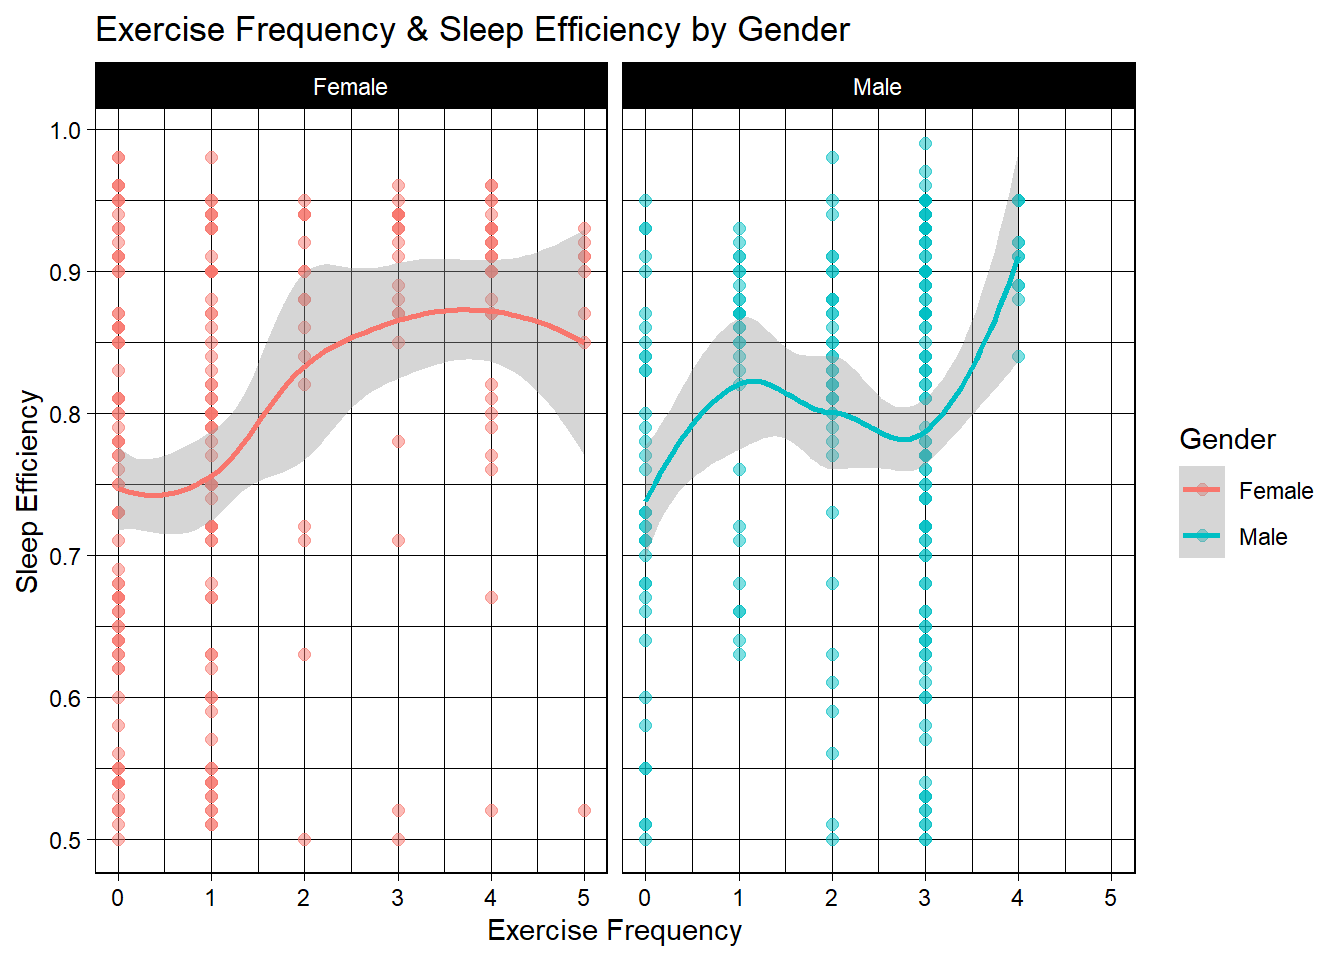 Exercise Frequency & Sleep Efficiency by Gender
Female
Male
1.0
0.9
0.8
0.7
0.6
0.5
Sleep Efficiency
0 1 2 3 4 5
0 1 2 3 4 5
Exercise Frequency
Gender
Female
Male